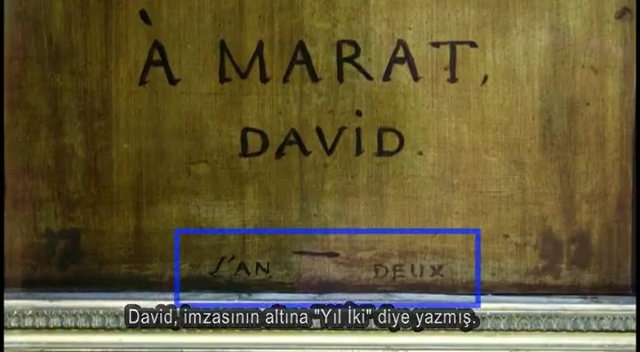 À MARAT,
DAVID.
L'AN DEUX
David, imzasının altına "Yıl İki" diye yazmış.